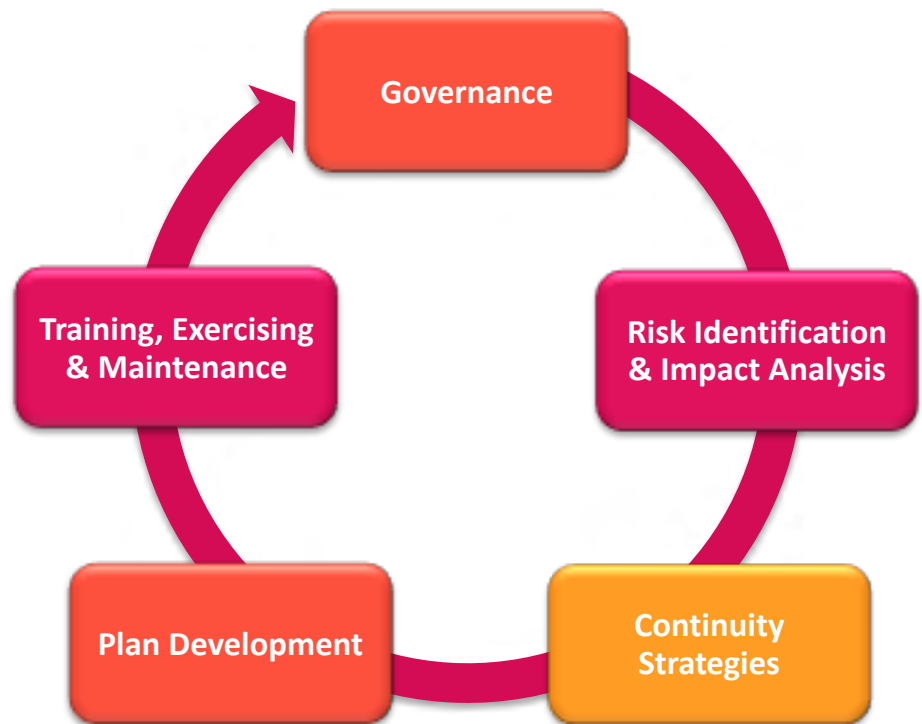 Governance
Risk Identification
& Impact Analysis
Continuity
Strategies
Plan Development
Training, Exercising
& Maintenance